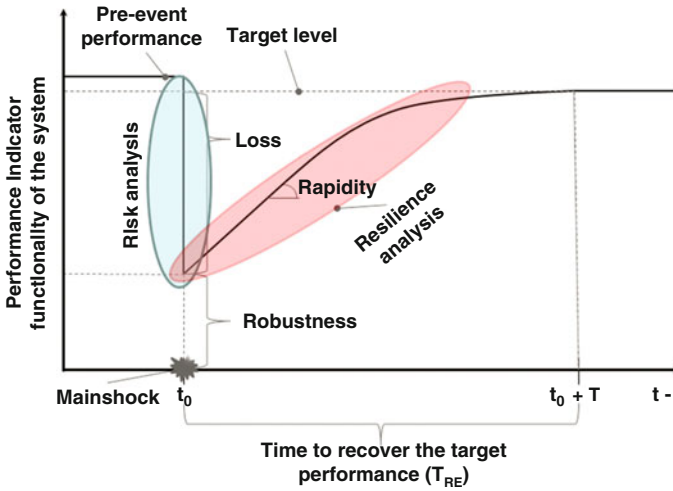 Pre-event
performance
Target level
Performance Indicator
functionality of the system
Risk analysis
Loss
Rapidity
Resilience
analysis
Robustness
Mainshock
t0
t0 + T
t -
Time to recover the target
performance (TRE)